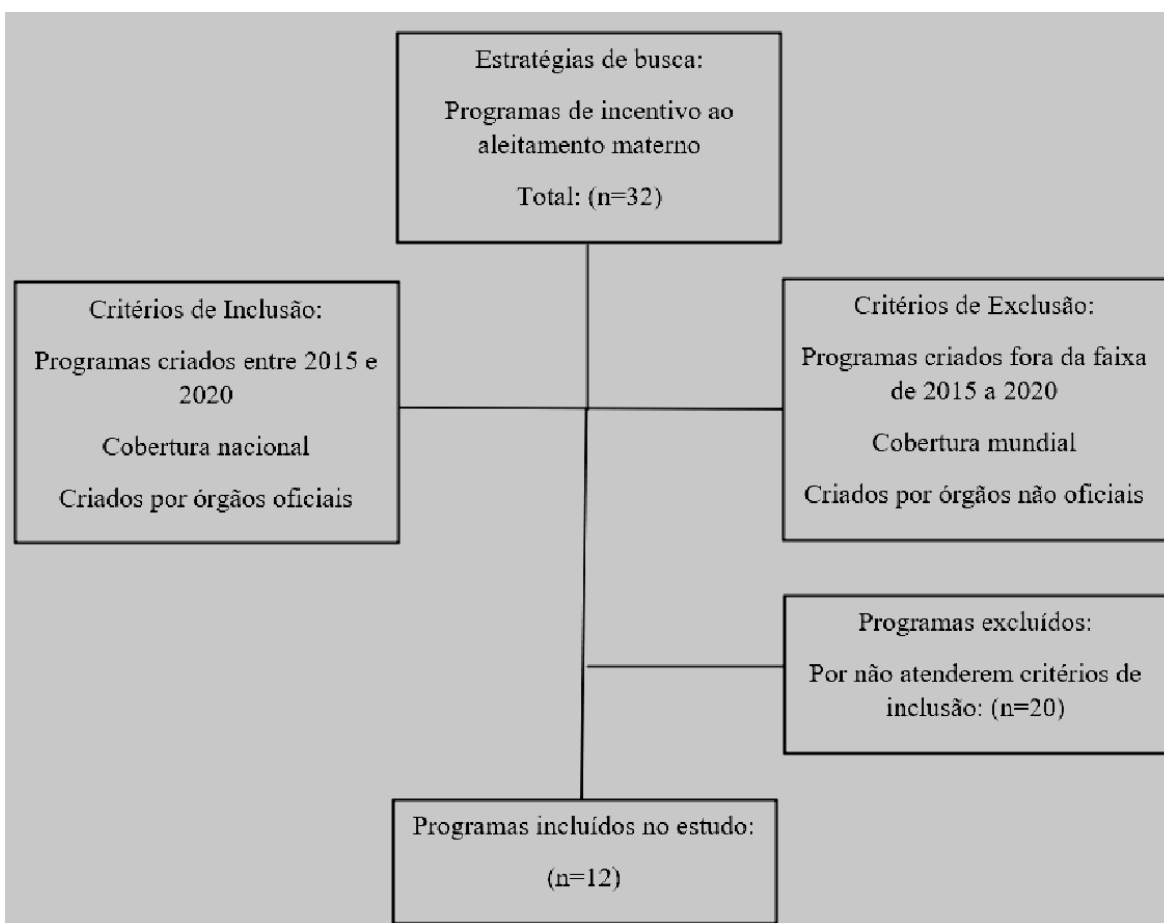 Estratégias de busca:
Programas de incentivo ao
aleitamento materno
Total: (n=32)
Critérios de Inclusão:
Programas criados entre 2015 e
2020
Cobertura nacional
Criados por órgãos oficiais
Critérios de Exclusão:
Programas criados fora da faixa
de 2015 a 2020
Cobertura mundial
Criados por órgãos não oficiais
Programas excluídos:
Por não atenderem critérios de
inclusão: (n=20)
Programas incluídos no estudo:
(n=12)